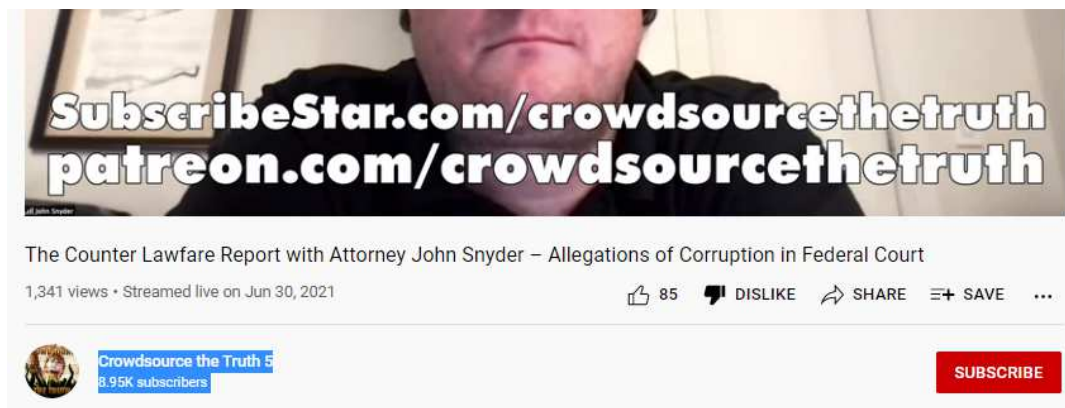 SubscribeStar.com/crowdsourcethetruth
patreon.com/crowdsourcethetruth
John Snyder
The Counter Lawfare Report with Attorney John Snyder – Allegations of Corruption in Federal Court
1,341 views • Streamed live on Jun 30, 2021
85 DISLIKE SHARE SAVE ...
Crowdsource the Truth 5
8.95K subscribers
SUBSCRIBE